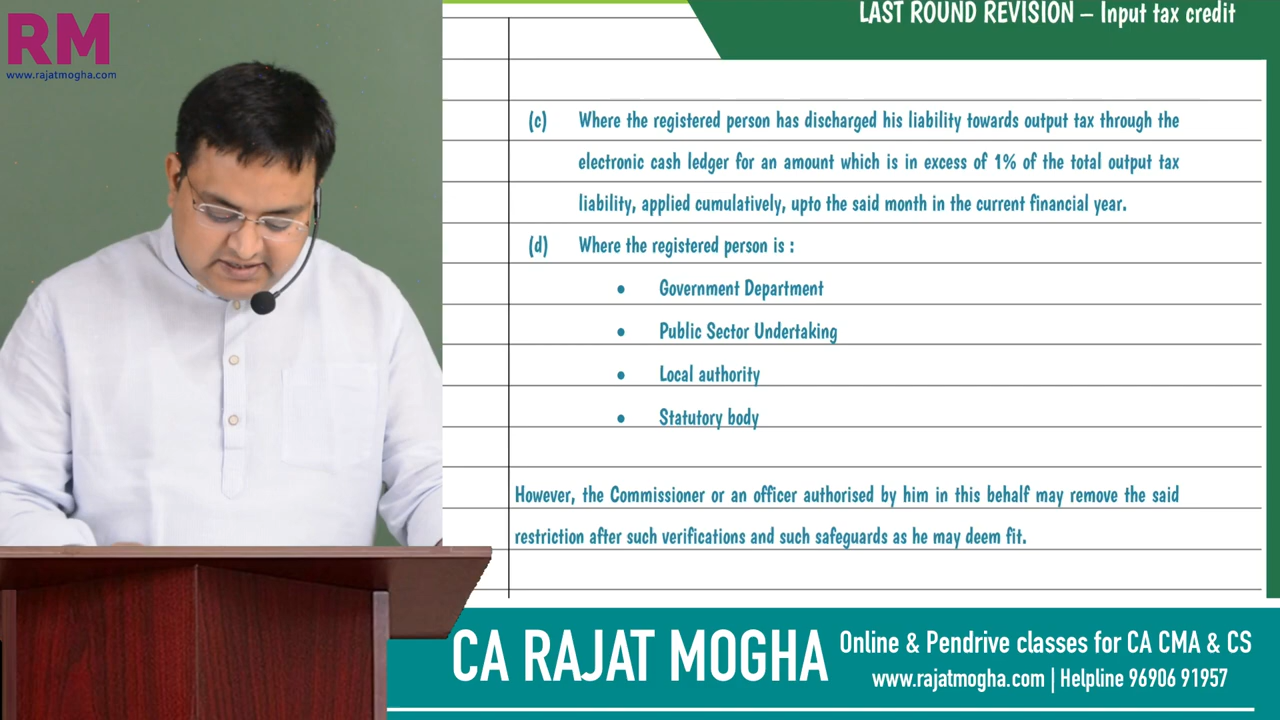 RM
www.rajatmogha.com
LAST ROUND REVISION – Input tax credit
(c) Where the registered person has discharged his liability towards output tax through the
electronic cash ledger for an amount which is in excess of 1% of the total output tax
liability, applied cumulatively, upto the said month in the current financial year.
(d) Where the registered person is :
• Government Department
• Public Sector Undertaking
• Local authority
• Statutory body
However, the Commissioner or an officer authorised by him in this behalf may remove the said
restriction after such verifications and such safeguards as he may deem fit.
CA RAJAT MOGHA
Online & Pendrive classes for CA CMA & CS
www.rajatmogha.com | Helpline 96906 91957